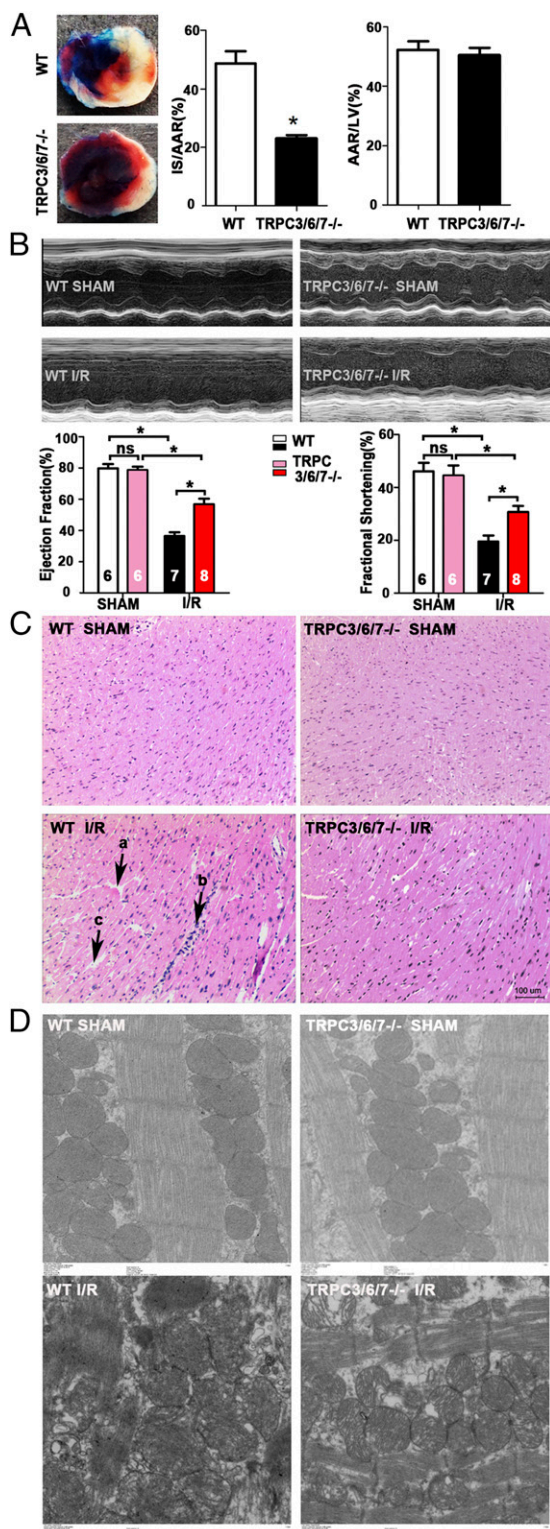 A
WT
TRPC3/6/7-/-
IS/AAR(%)
60
40
20
0
*
WT TRPC3/6/7-/-
AAR/LV(%)
60
40
20
0
WT TRPC3/6/7-/-
B
WT SHAM
TRPC3/6/7-/- SHAM
WT I/R
TRPC3/6/7-/- I/R
Ejection Fraction(%)
100
80
60
40
20
0
*
ns *
*
6 6 7 8
SHAM I/R
WT
TRPC
3/6/7-/-
Fractional Shortening(%)
60
40
20
0
*
ns *
*
6 6 7 8
SHAM I/R
C
WT SHAM
TRPC3/6/7-/- SHAM
WT I/R
a
b
c
TRPC3/6/7-/- I/R
100 um
D
WT SHAM
TRPC3/6/7-/- SHAM
WT I/R
TRPC3/6/7-/- I/R